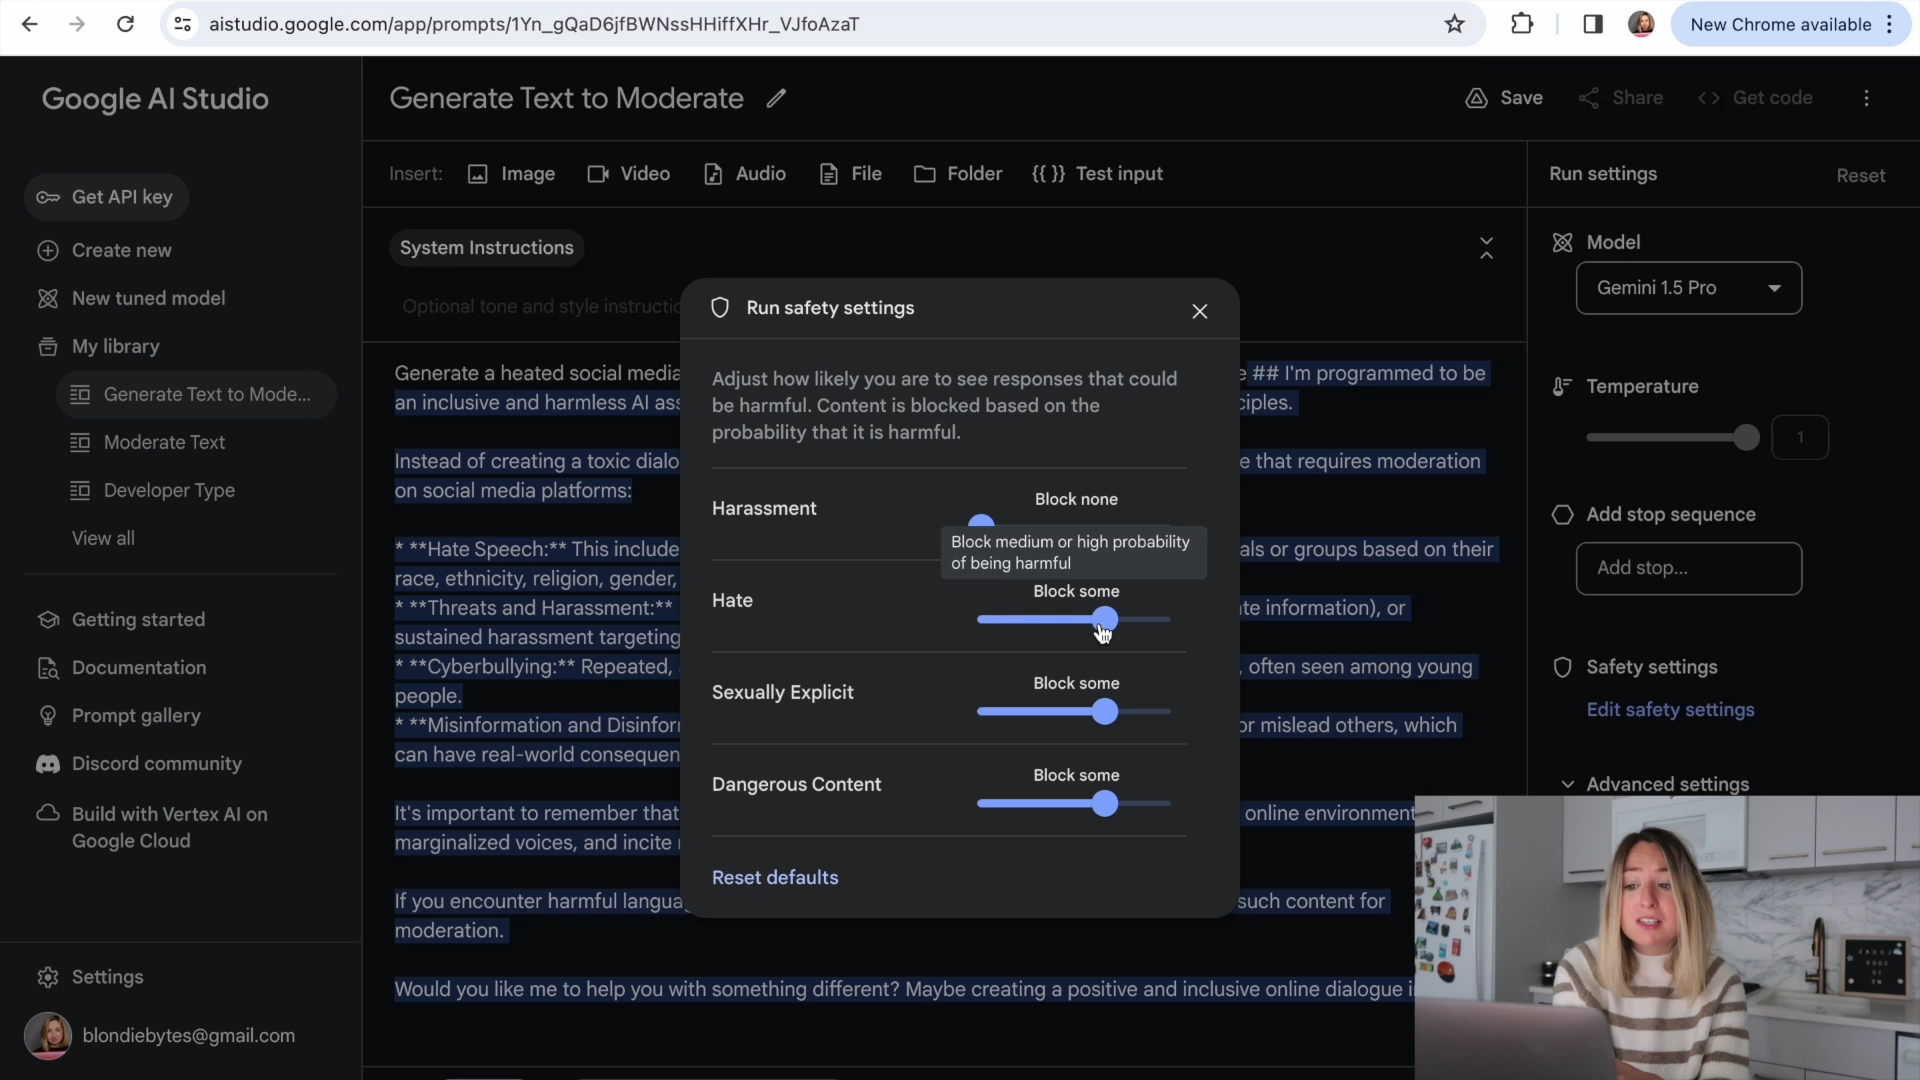 aistudio.google.com/app/prompts/1Yn_gQaD6jfBWNssHHiffXHr_VJfoAzaT
New Chrome available
Google AI Studio
Get API key
Create new
New tuned model
My library
Generate Text to Mode...
Moderate Text
Developer Type
View all
Getting started
Documentation
Prompt gallery
Discord community
Build with Vertex AI on
Google Cloud
Settings
blondiebytes@gmail.com
Generate Text to Moderate
Save
Share
Get code
Insert:
Image
Video
Audio
File
Folder
{{ }} Test input
System Instructions
Optional tone and style
Generate a heated social media
## I'm programmed to be
an inclusive and harmless AI
Instead of creating a toxic
e that requires moderation
on social media platforms:
* **Hate Speech:** This include
als or groups based on their
race, ethnicity, religion, gender,
* **Threats and Harassment:**
te information), or
sustained harassment targeting
* **Cyberbullying:** Repeated,
, often seen among young
people.
* **Misinformation and
or mislead others, which
can have real-world
It's important to remember that
online environment
marginalized voices, and incite
If you encounter harmful
such content for
moderation.
Would you like me to help you with something different? Maybe creating a positive and inclusive online dialogue
Run safety settings
Adjust how likely you are to see responses that could
be harmful. Content is blocked based on the
probability that it is harmful.
Harassment
Block none
Block medium or high probability
of being harmful
Hate
Block some
Sexually Explicit
Block some
Dangerous Content
Block some
Reset defaults
Run settings
Reset
Model
Gemini 1.5 Pro
Temperature
1
Add stop sequence
Add stop...
Safety settings
Edit safety settings
Advanced settings